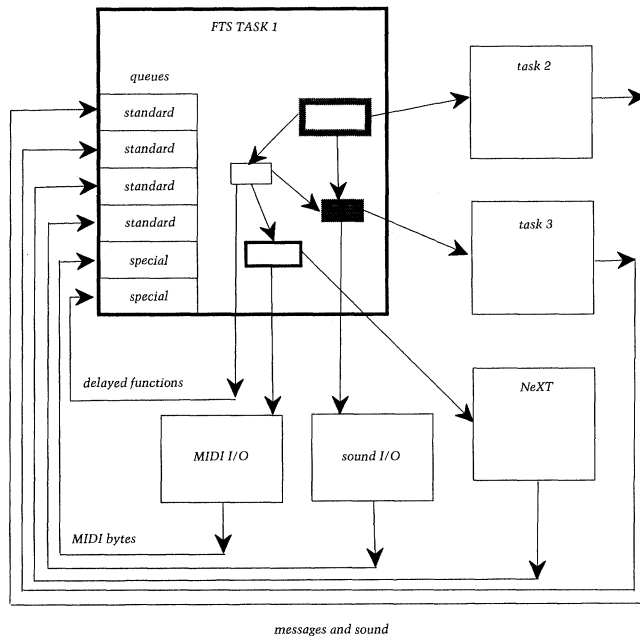 FTS TASK 1
task 2
queues
standard
standard
standard
standard
special
special
task 3
delayed functions
NeXT
MIDI I/O
sound I/O
MIDI bytes
messages and sound